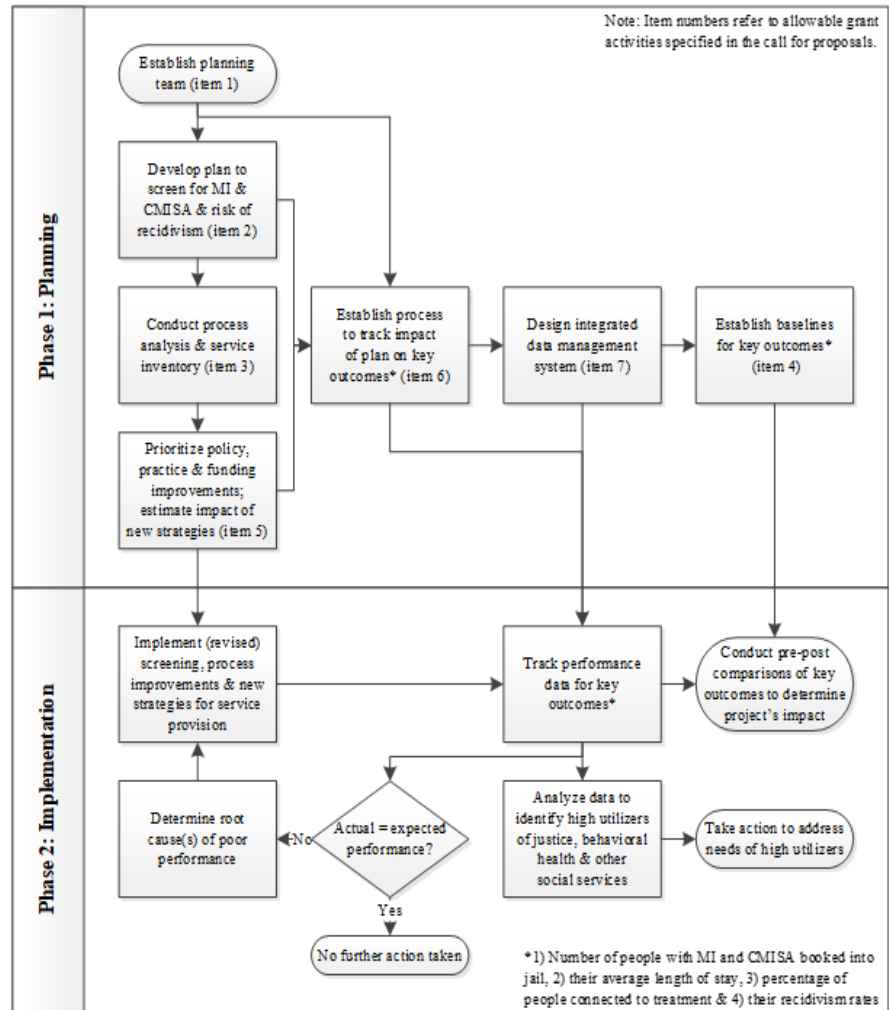 Note: Item numbers refer to allowable grant
activities specified in the call for proposals.
Phase 1: Planning
Establish planning
team (item 1)
Develop plan to
screen for MI &
CMISA & risk of
recidivism (item 2)
Conduct process
analysis & service
inventory (item 3)
Establish process
to track impact
of plan on key
outcomes* (item 6)
Design integrated
data management
system (item 7)
Establish baselines
for key outcomes*
(item 4)
Prioritize policy,
practice & funding
improvements;
estimate impact of
new strategies (item 5)
Phase 2: Implementation
Implement (revised)
screening, process
improvements & new
strategies for service
provision
Track performance
data for key
outcomes*
Conduct pre-post
comparisons of key
outcomes to determine
project's impact
Determine root
cause(s) of poor
performance
No
Actual = expected
performance?
Analyze data to
identify high utilizers
of justice, behavioral
health & other
social services
Take action to address
needs of high utilizers
Yes
No further action taken
*1) Number of people with MI and CMISA booked into
jail, 2) their average length of stay, 3) percentage of
people connected to treatment & 4) their recidivism rates